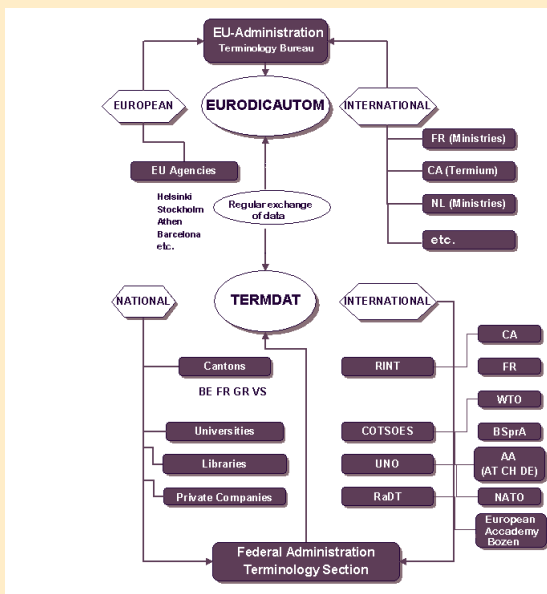 EU-Administration
Terminology Bureau
EUROPEAN
EURODICAUTOM
INTERNATIONAL
FR (Ministries)
EU Agencies
CA (Termium)
Helsinki
Stockholm
Athen
Barcelona
etc.
Regular exchange
of data
NL (Ministries)
etc.
NATIONAL
TERMDAT
INTERNATIONAL
Cantons
BE FR GR VS
RINT
CA
FR
WTO
Universities
COTSOES
BSprA
Libraries
UNO
AA
(AT CH DE)
Private Companies
RaDT
NATO
European
Accademy
Bozen
Federal Administration
Terminology Section